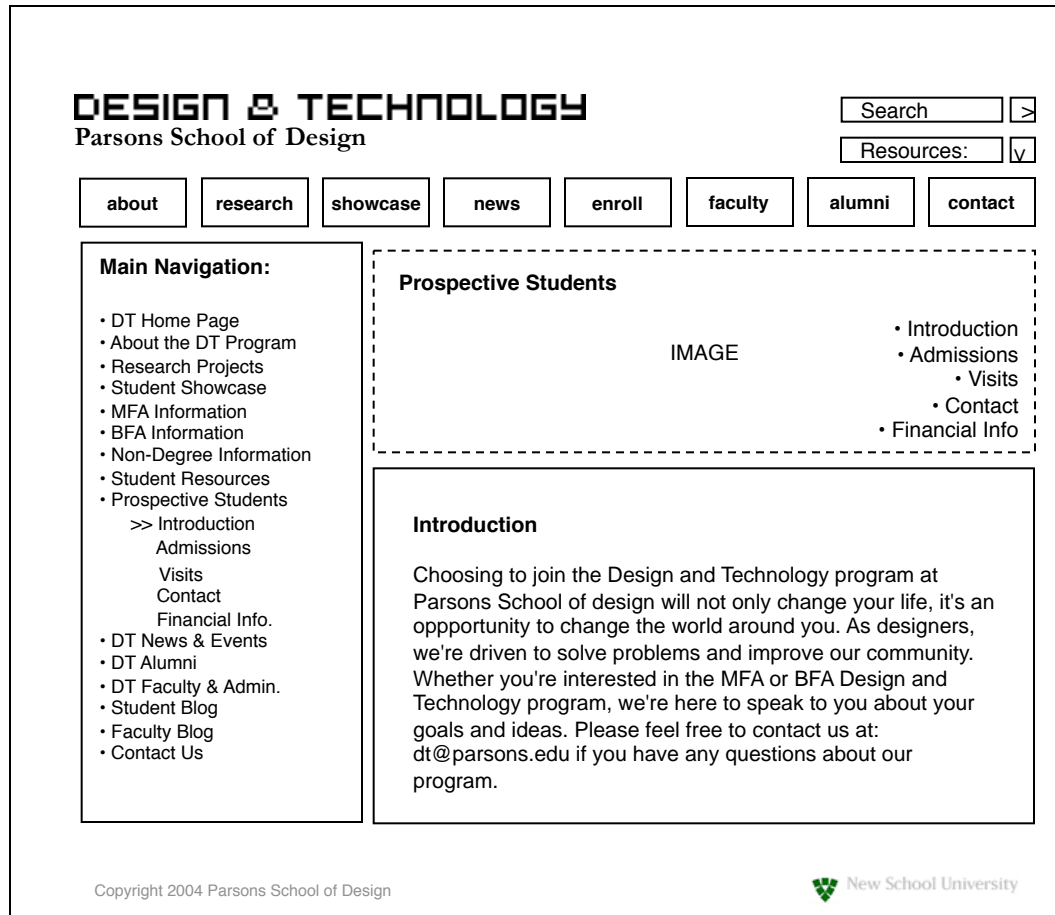 DESIGN & TECHNOLOGY
Parsons School of Design
Search >
Resources: v
about research showcase news enroll faculty alumni contact
Main Navigation:
• DT Home Page
• About the DT Program
• Research Projects
• Student Showcase
• MFA Information
• BFA Information
• Non-Degree Information
• Student Resources
• Prospective Students
>> Introduction
Admissions
Visits
Contact
Financial Info.
• DT News & Events
• DT Alumni
• DT Faculty & Admin.
• Student Blog
• Faculty Blog
• Contact Us
Prospective Students
IMAGE
• Introduction
• Admissions
• Visits
• Contact
• Financial Info
Introduction
Choosing to join the Design and Technology program at
Parsons School of design will not only change your life, it's an
oppportunity to change the world around you. As designers,
we're driven to solve problems and improve our community.
Whether you're interested in the MFA or BFA Design and
Technology program, we're here to speak to you about your
goals and ideas. Please feel free to contact us at:
dt@parsons.edu if you have any questions about our
program.
Copyright 2004 Parsons School of Design
New School University